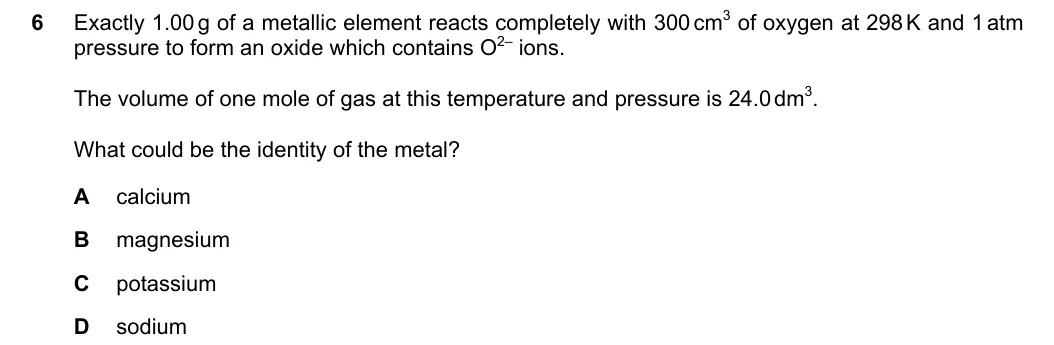 6 Exactly 1.00 g of a metallic element reacts completely with 300 cm³ of oxygen at 298 K and 1 atm
pressure to form an oxide which contains O²⁻ ions.
The volume of one mole of gas at this temperature and pressure is 24.0 dm³.
What could be the identity of the metal?
A calcium
B magnesium
C potassium
D sodium